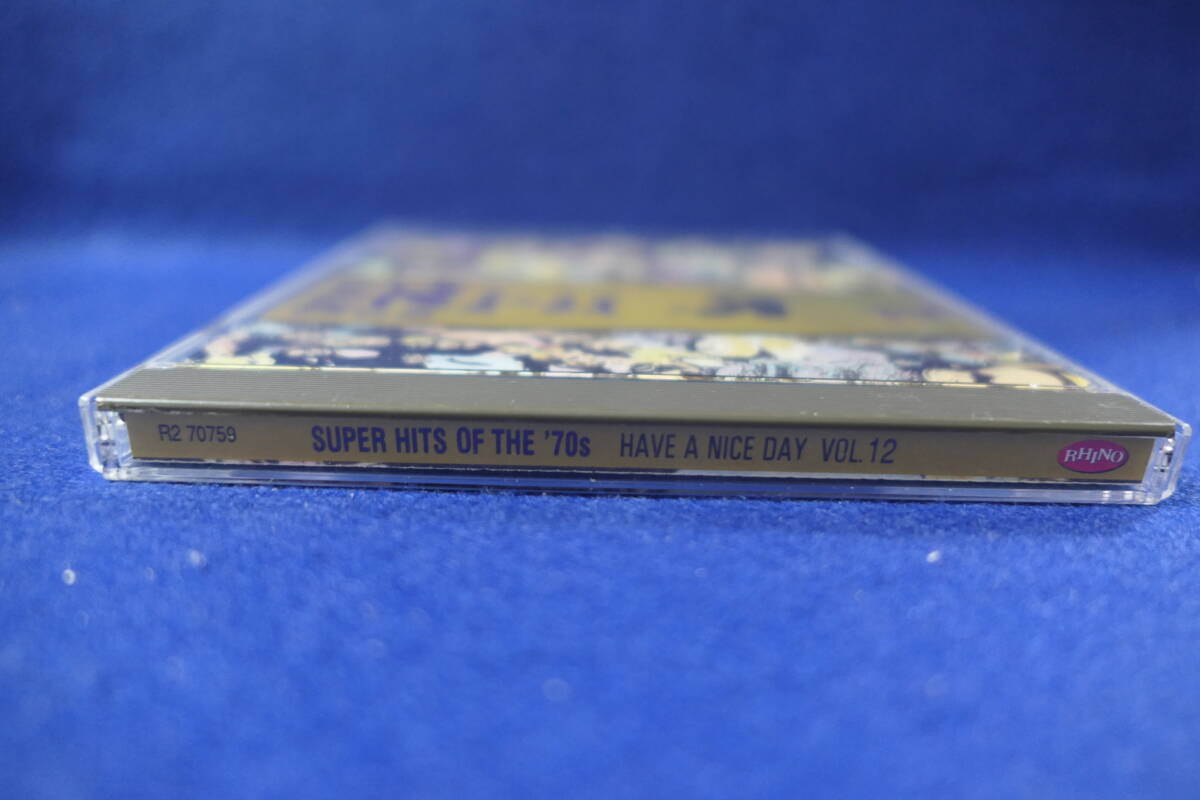 R2 70759 SUPER HITS OF THE '70s HAVE A NICE DAY VOL.12 RHINO